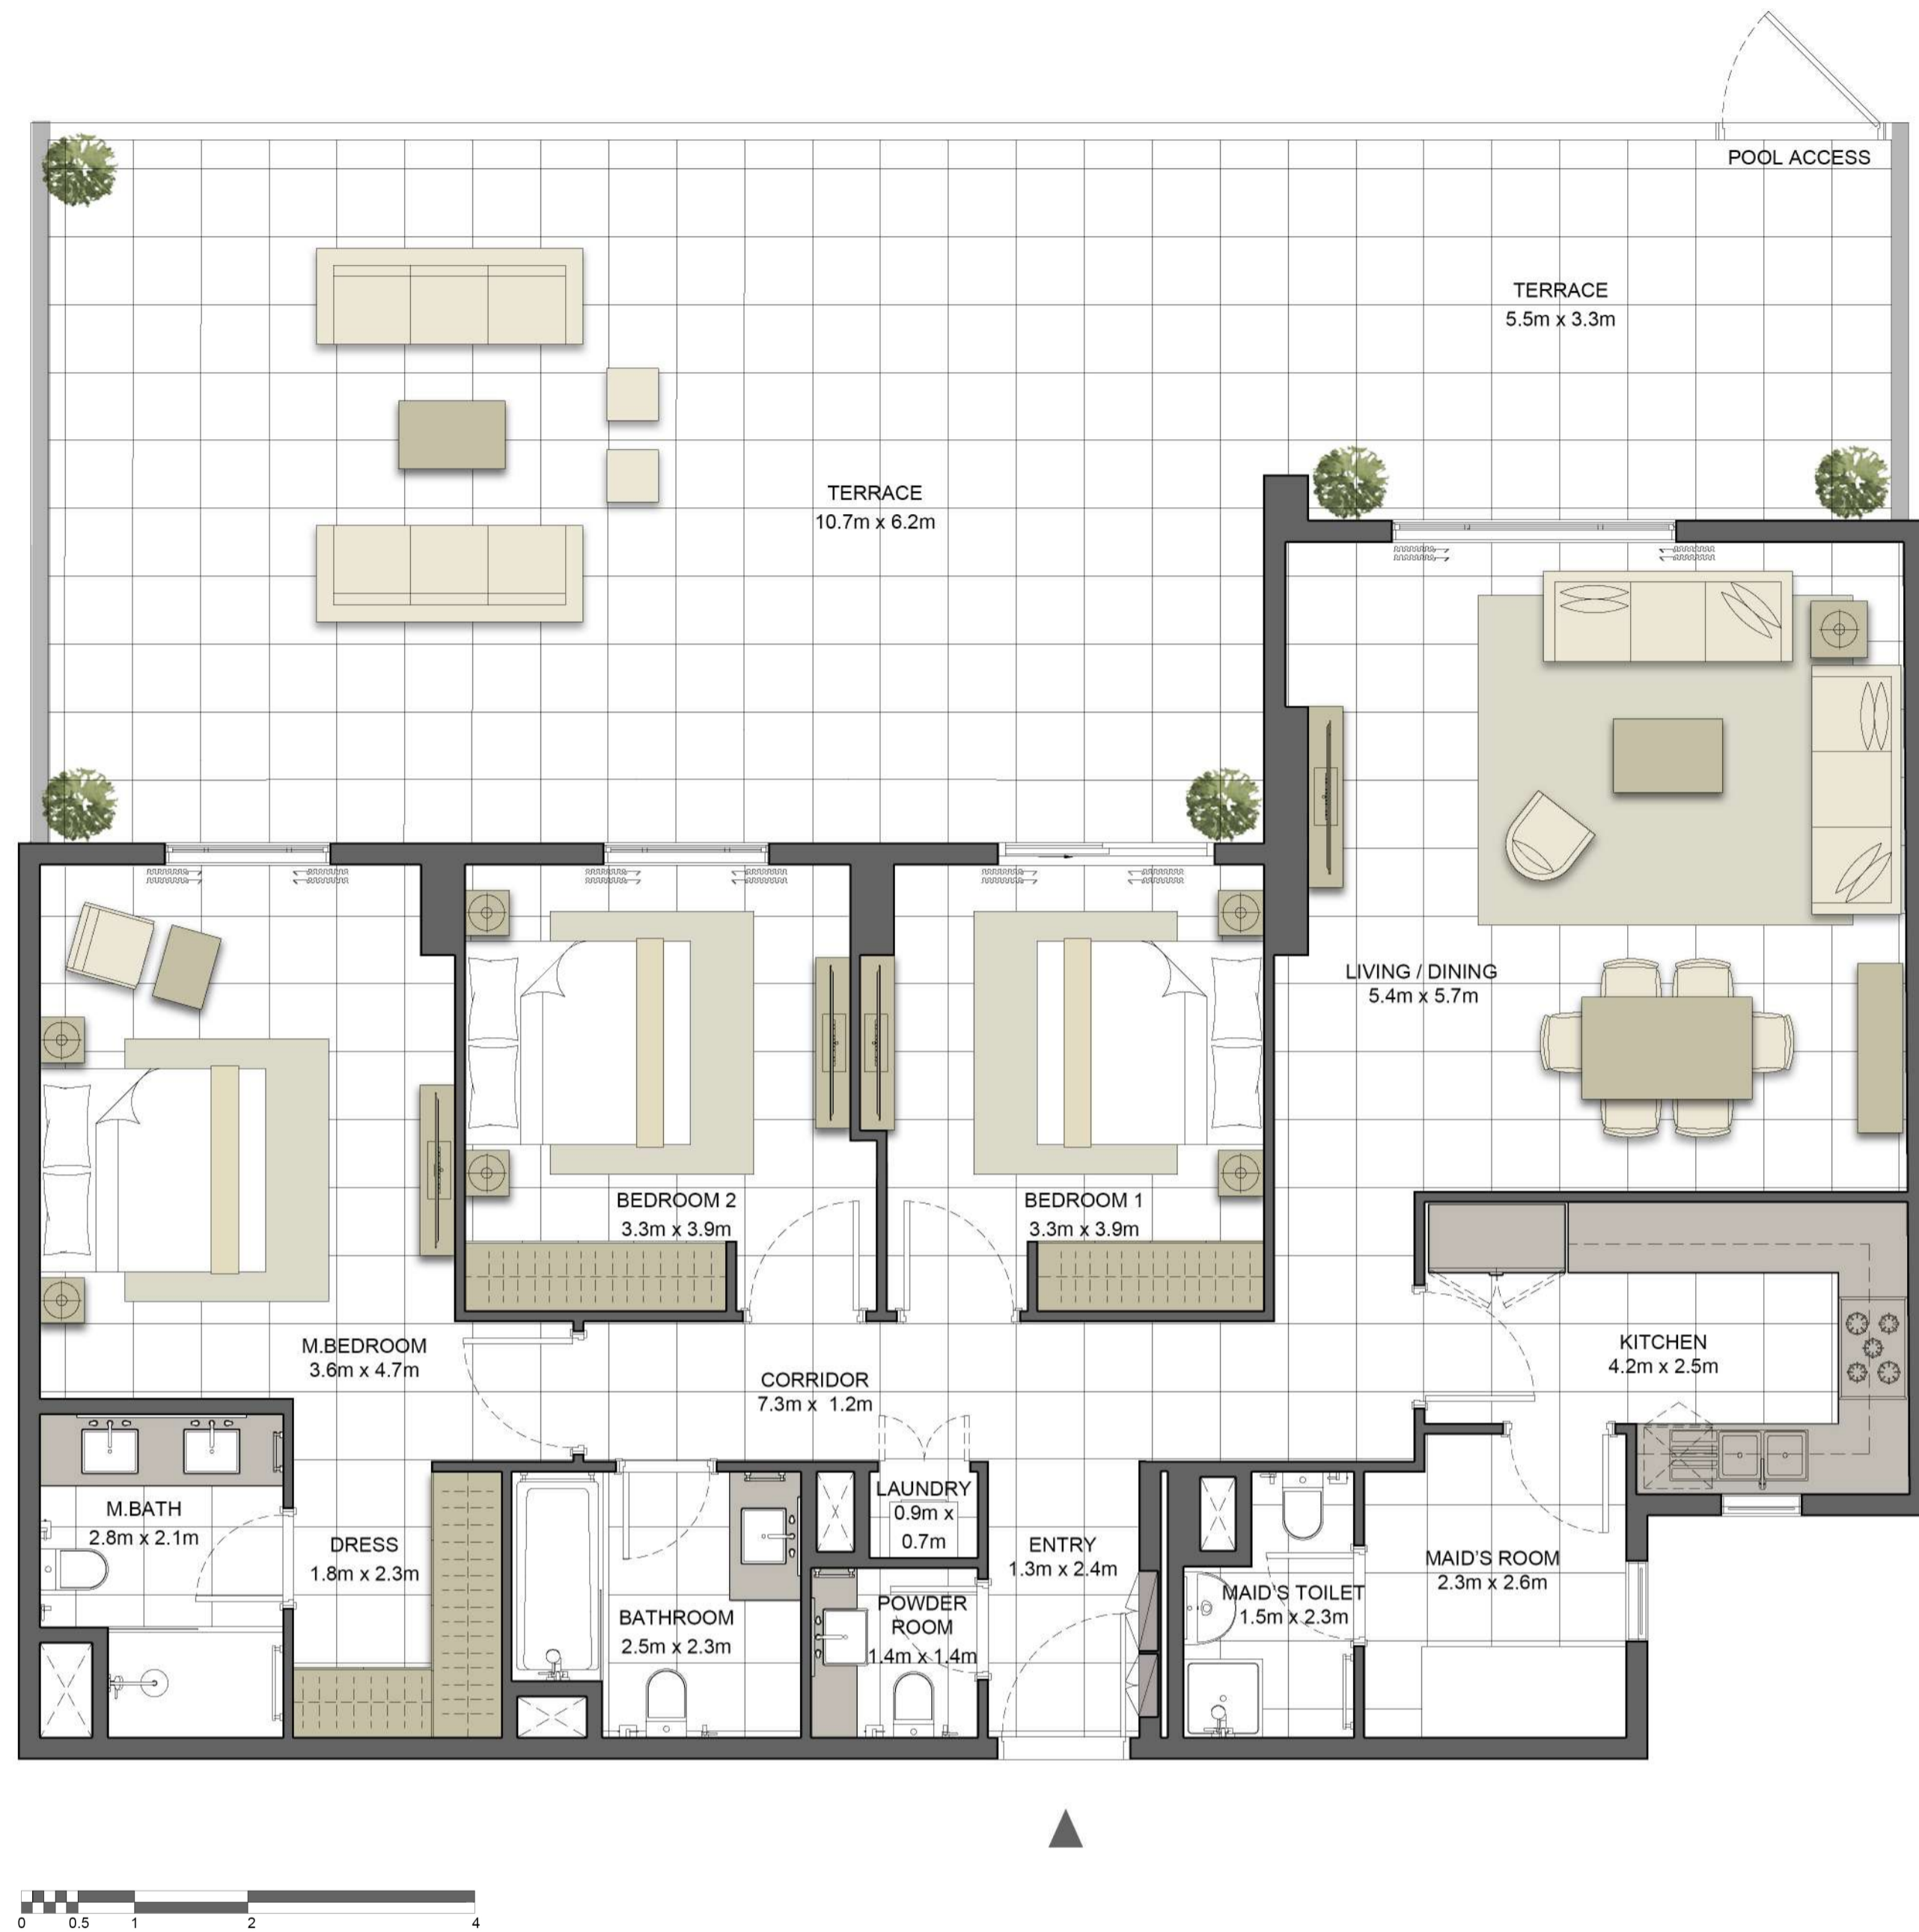 POOL ACCESS
TERRACE
5.5m x 3.3m
TERRACE
10.7m x 6.2m
LIVING / DINING
5.4m x 5.7m
BEDROOM 2
3.3m x 3.9m
BEDROOM 1
3.3m x 3.9m
M.BEDROOM
3.6m x 4.7m
CORRIDOR
7.3m x 1.2m
KITCHEN
4.2m x 2.5m
M.BATH
2.8m x 2.1m
DRESS
1.8m x 2.3m
BATHROOM
2.5m x 2.3m
LAUNDRY
0.9m x
0.7m
POWDER
ROOM
1.4m x 1.4m
ENTRY
1.3m x 2.4m
MAID'S TOILET
1.5m x 2.3m
MAID'S ROOM
2.3m x 2.6m
0 0.5 1 2 4